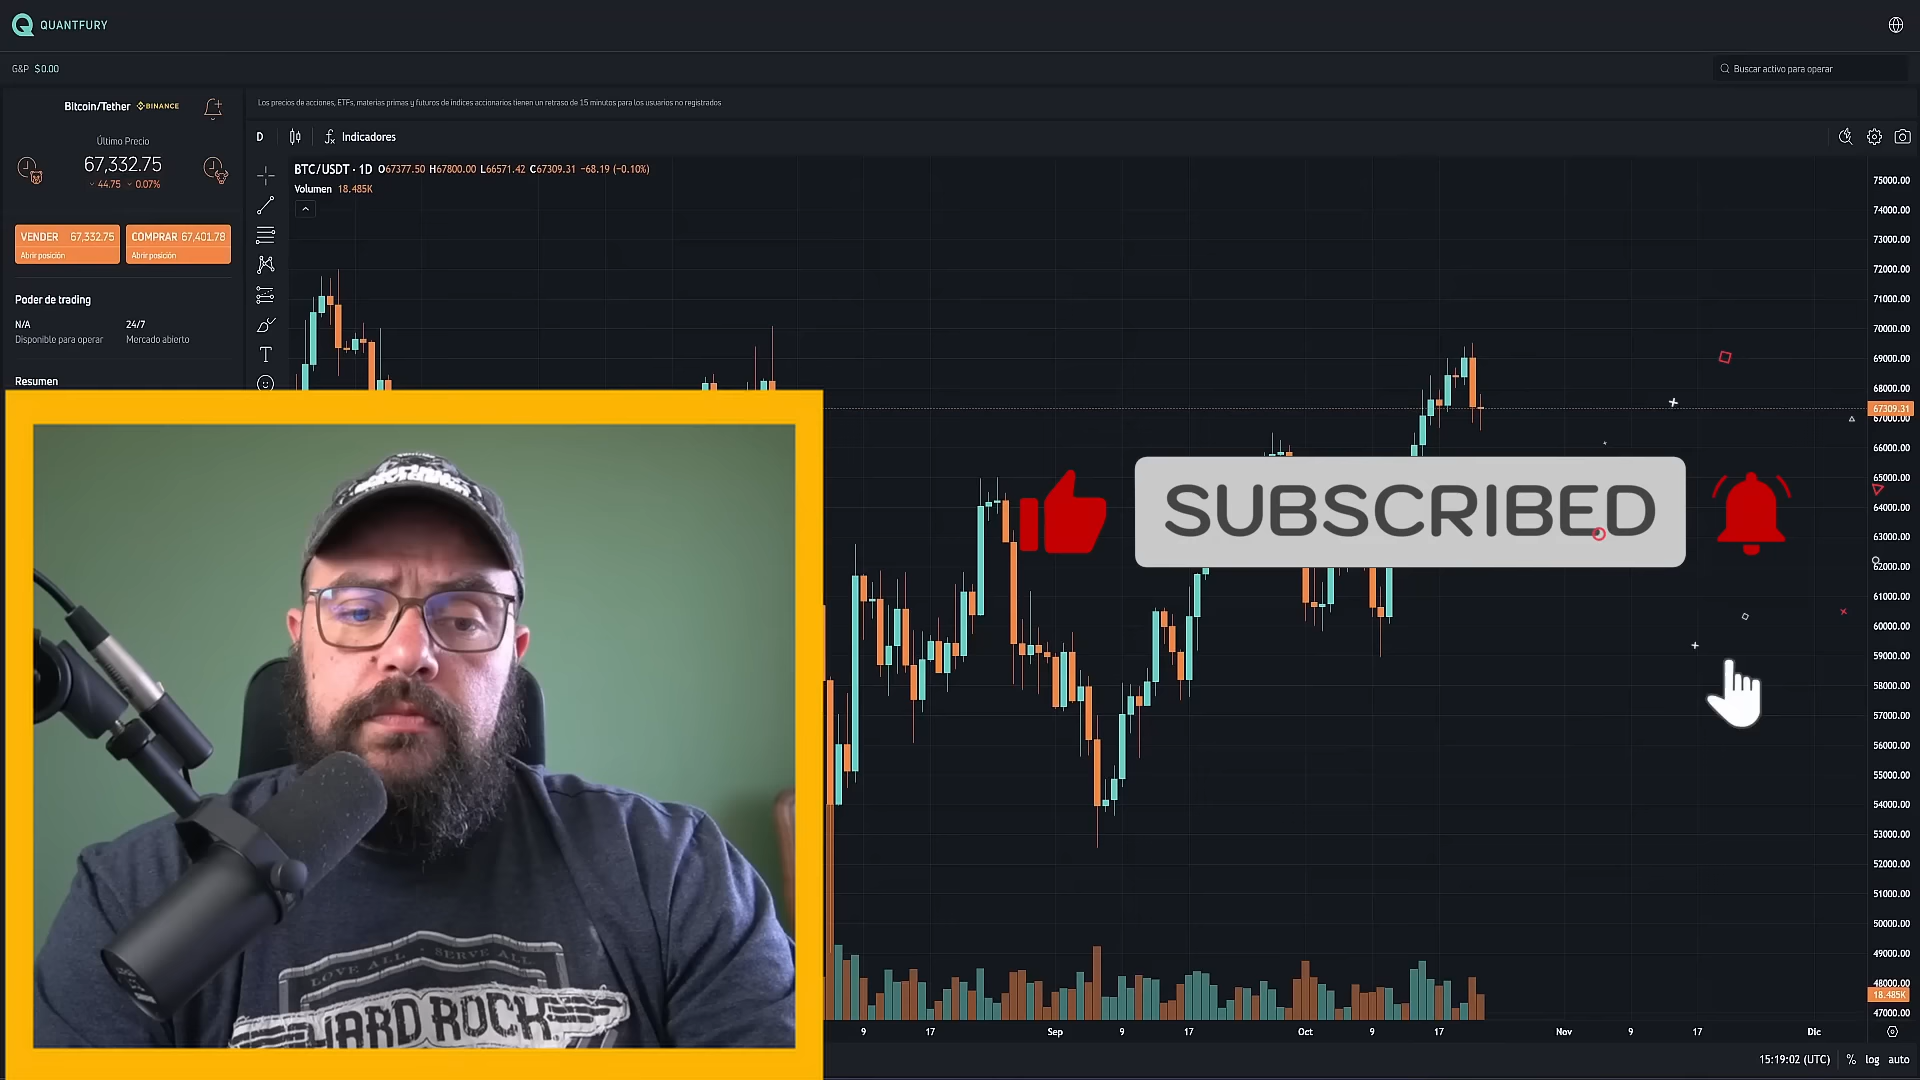 QUANTFURY
G&P $0.00
Buscar activo para operar
Bitcoin/Tether BINANCE
Los precios de acciones, ETFs, materias primas y futuros de índices accionarios tienen un retraso de 15 minutos para los usuarios no registrados
D
Indicadores
Último Precio
67,332.75
44.75 0.07%
BTC/USDT · 1D O67377.50 H67800.00 L66571.42 C67309.31 −68.19 (−0.10%)
Volumen 18.485K
VENDER 67,332.75
Abrir posición
COMPRAR 67,401.78
Abrir posición
Poder de trading
N/A
Disponible para operar
24/7
Mercado abierto
Resumen
75000.00
74000.00
73000.00
72000.00
71000.00
70000.00
69000.00
68000.00
67309.31
67000.00
66000.00
65000.00
64000.00
63000.00
62000.00
61000.00
60000.00
59000.00
58000.00
57000.00
56000.00
55000.00
54000.00
53000.00
52000.00
51000.00
50000.00
49000.00
48000.00
18.485K
47000.00
SUBSCRIBED
LOVE ALL SERVE ALL
HARD ROCK
9 17 Sep 9 17 Oct 9 17 Nov 9 17 Dic
15:19:02 (UTC) % log auto